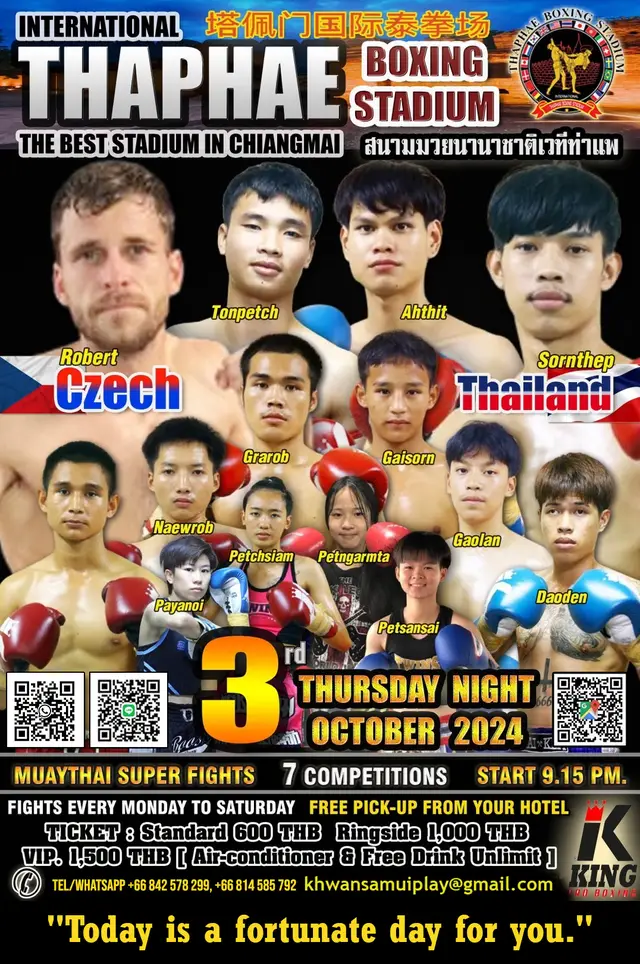 INTERNATIONAL
塔佩门国际泰拳场
THAPHAE
BOXING
STADIUM
THAPHAE BOXING STADIUM
INTERNATIONAL
THE BEST STADIUM IN CHIANGMAI
สนามมวยนานาชาติเวทีท่าแพ
Tonpetch
Ahthit
Robert
Sornthep
Czech
Thailand
Grarob
Gaisorn
Naewrob
Gaolan
Petchsiam
Petngarmta
Payanoi
Daoden
Petsansai
3rd
THURSDAY NIGHT
OCTOBER 2024
MUAYTHAI SUPER FIGHTS 7 COMPETITIONS START 9.15 PM.
FIGHTS EVERY MONDAY TO SATURDAY FREE PICK-UP FROM YOUR HOTEL
TICKET : Standard 600 THB Ringside 1,000 THB
VIP. 1,500 THB [ Air-conditioner & Free Drink Unlimit ]
TEL/WHATSAPP +66 842 578 299, +66 814 585 792 khwansamuiplay@gmail.com
K
KING
PRO BOXING
"Today is a fortunate day for you."